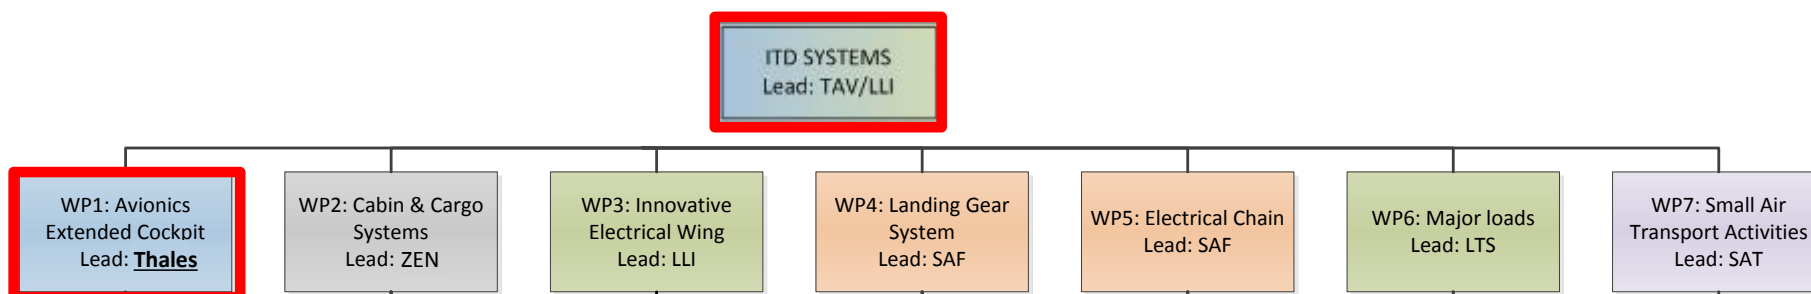 ITD SYSTEMS
Lead: TAV/LLI
WP1: Avionics
Extended Cockpit
Lead: Thales
WP2: Cabin & Cargo
Systems
Lead: ZEN
WP3: Innovative
Electrical Wing
Lead: LLI
WP4: Landing Gear
System
Lead: SAF
WP5: Electrical Chain
Lead: SAF
WP6: Major loads
Lead: LTS
WP7: Small Air
Transport Activities
Lead: SAT